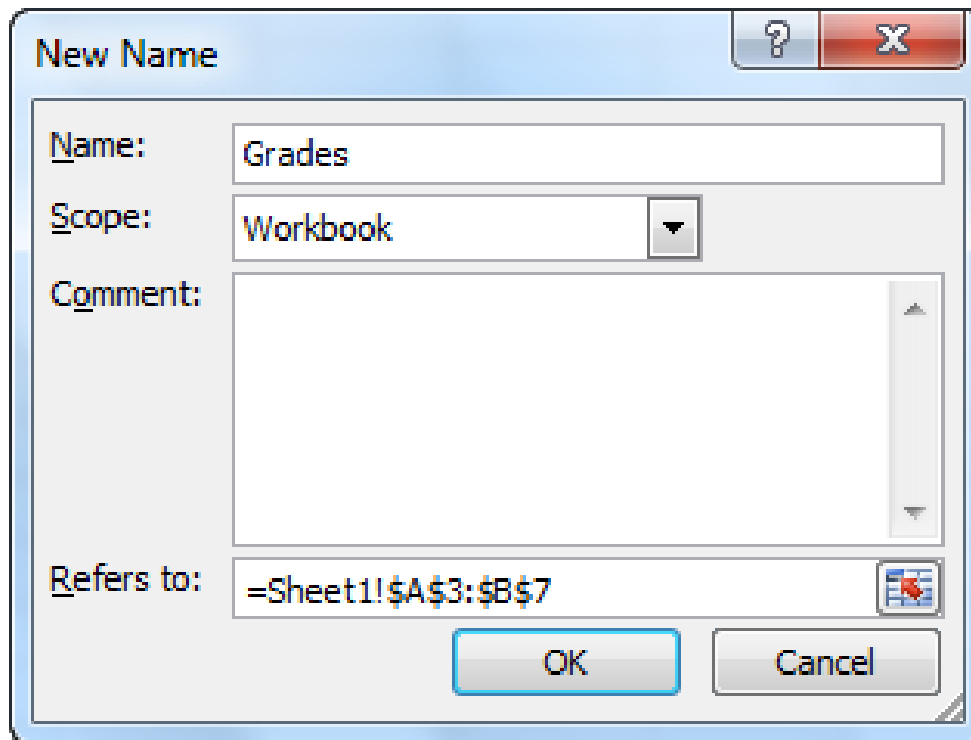 New Name
Name: Grades
Scope: Workbook
Comment:
Refers to: =Sheet1!$A$3:$B$7
OK Cancel